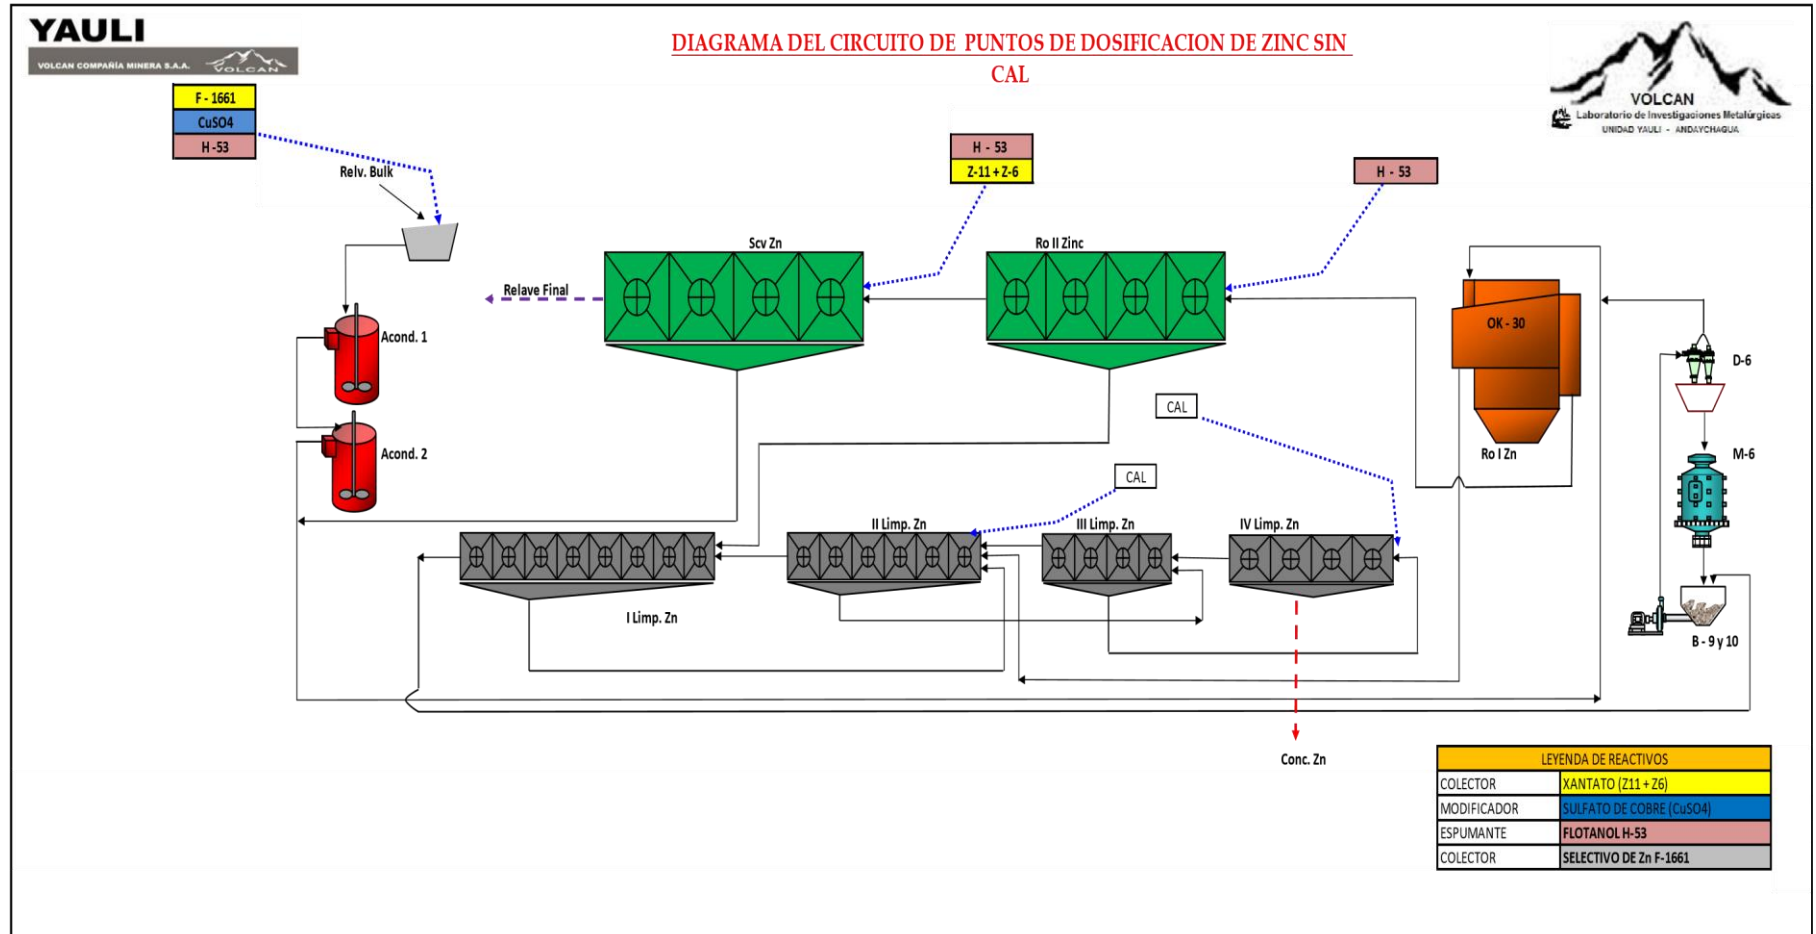 YAULI
VOLCAN COMPAÑÍA MINERA S.A.A.
VOLCAN
DIAGRAMA DEL CIRCUITO DE PUNTOS DE DOSIFICACION DE ZINC SIN
CAL
VOLCAN
Laboratorio de Investigaciones Metalúrgicas
UNIDAD YAULI - ANDAYCHAGUA
F - 1661
CuSO4
H -53
Relv. Bulk
H - 53
Z-11 + Z-6
H - 53
Scv Zn
Ro II Zinc
Relave Final
OK - 30
Acond. 1
D-6
CAL
Acond. 2
Ro I Zn
M-6
CAL
II Limp. Zn
III Limp. Zn
IV Limp. Zn
I Limp. Zn
B - 9 y 10
Conc. Zn
LEYENDA DE REACTIVOS
COLECTOR XANTATO (Z11 + Z6)
MODIFICADOR SULFATO DE COBRE (CuSO4)
ESPUMANTE FLOTANOL H-53
COLECTOR SELECTIVO DE Zn F-1661